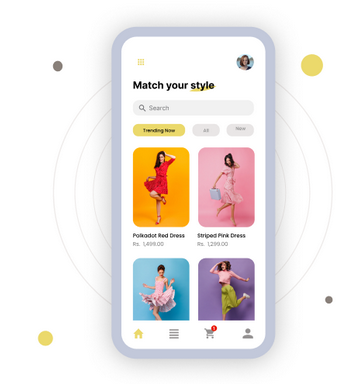 Match your style
Search
Trending Now
All
New
Polkadot Red Dress
Striped Pink Dress
Rs. 1,499.00
Rs. 1,299.00
1